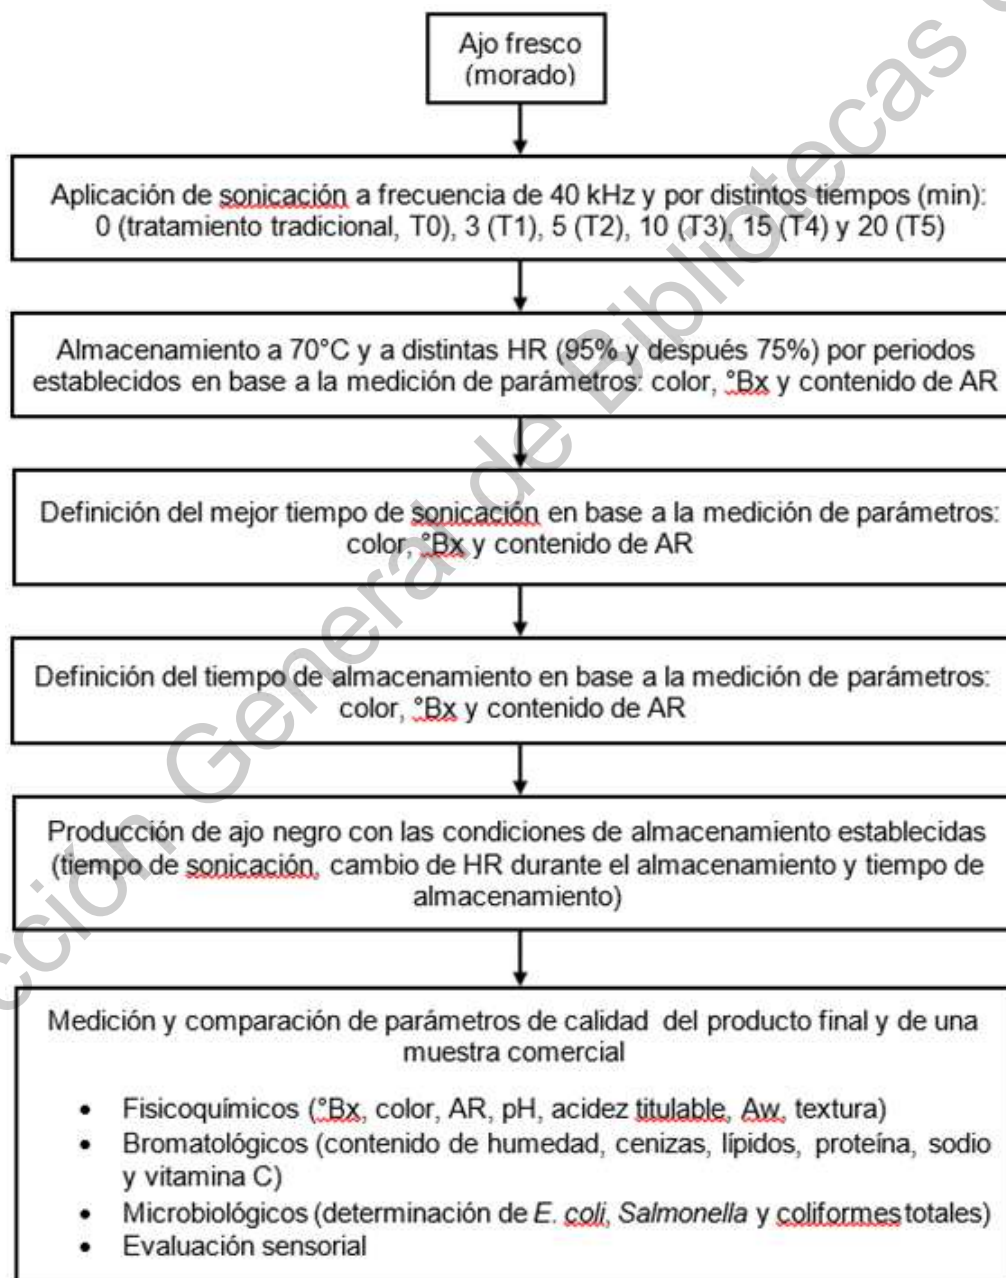 Ajo fresco
(morado)
Aplicación de sonicación a frecuencia de 40 kHz y por distintos tiempos (min):
0 (tratamiento tradicional, T0), 3 (T1), 5 (T2), 10 (T3), 15 (T4) y 20 (T5)
Almacenamiento a 70°C y a distintas HR (95% y después 75%) por periodos
establecidos en base a la medición de parámetros: color, °Bx y contenido de AR
Definición del mejor tiempo de sonicación en base a la medición de parámetros:
color, °Bx y contenido de AR
Definición del tiempo de almacenamiento en base a la medición de parámetros:
color, °Bx y contenido de AR
Producción de ajo negro con las condiciones de almacenamiento establecidas
(tiempo de sonicación, cambio de HR durante el almacenamiento y tiempo de
almacenamiento)
Medición y comparación de parámetros de calidad del producto final y de una
muestra comercial
• Fisicoquímicos (°Bx, color, AR, pH, acidez titulable, Aw, textura)
• Bromatológicos (contenido de humedad, cenizas, lípidos, proteína, sodio
y vitamina C)
• Microbiológicos (determinación de E. coli, Salmonella y coliformes totales)
• Evaluación sensorial
General de Bibliotecas